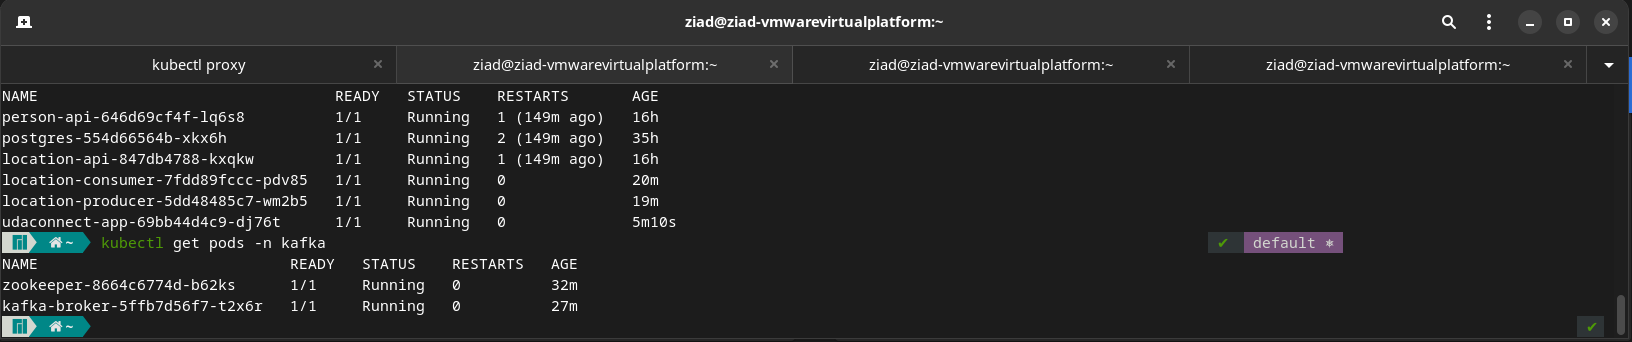 ziad@ziad-vmwarevirtualplatform:~
kubectl proxy
ziad@ziad-vmwarevirtualplatform:~
ziad@ziad-vmwarevirtualplatform:~
ziad@ziad-vmwarevirtualplatform:~
NAME READY STATUS RESTARTS AGE
person-api-646d69cf4f-lq6s8 1/1 Running 1 (149m ago) 16h
postgres-554d66564b-xkx6h 1/1 Running 2 (149m ago) 35h
location-api-847db4788-kxqkw 1/1 Running 1 (149m ago) 16h
location-consumer-7fdd89fccc-pdv85 1/1 Running 0 20m
location-producer-5dd48485c7-wm2b5 1/1 Running 0 19m
udaconnect-app-69bb44d4c9-dj76t 1/1 Running 0 5m10s
~ kubectl get pods -n kafka ✔ default ⎈
NAME READY STATUS RESTARTS AGE
zookeeper-8664c6774d-b62ks 1/1 Running 0 32m
kafka-broker-5ffb7d56f7-t2x6r 1/1 Running 0 27m
~ ✔